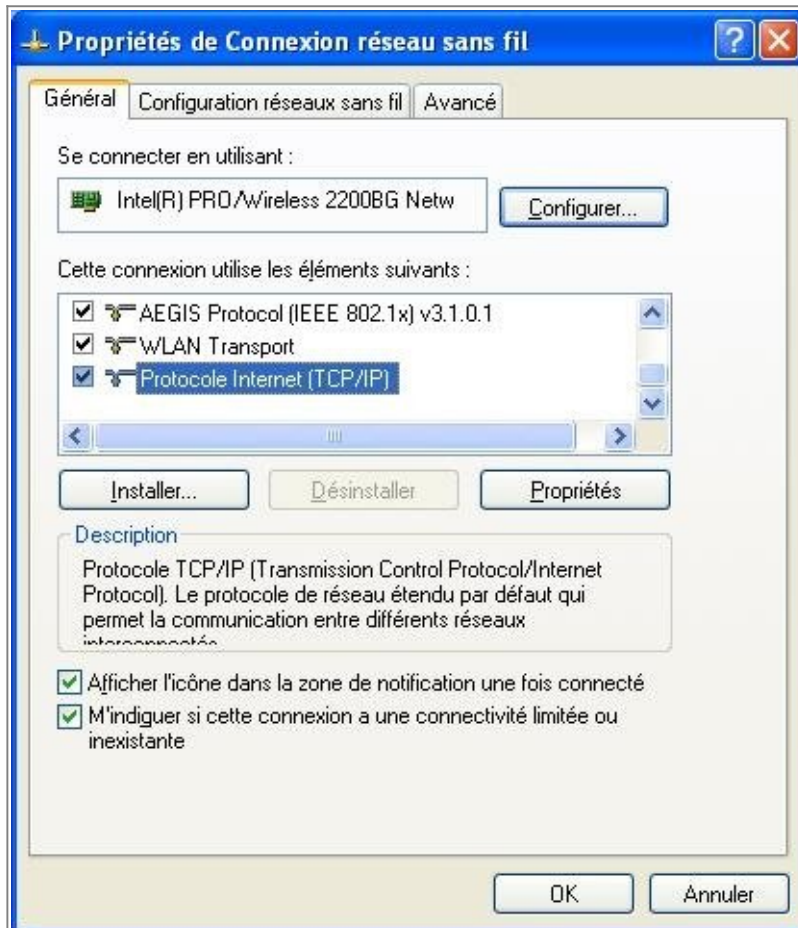 Propriétés de Connexion réseau sans fil
Général Configuration réseaux sans fil Avancé
Se connecter en utilisant :
Intel(R) PRO/Wireless 2200BG Netw Configurer...
Cette connexion utilise les éléments suivants :
AEGIS Protocol (IEEE 802.1x) v3.1.0.1
WLAN Transport
Protocole Internet (TCP/IP)
Installer... Désinstaller Propriétés
Description
Protocole TCP/IP (Transmission Control Protocol/Internet
Protocol). Le protocole de réseau étendu par défaut qui
permet la communication entre différents réseaux
interconnectés.
Afficher l'icône dans la zone de notification une fois connecté
M'indiquer si cette connexion a une connectivité limitée ou
inexistante
OK Annuler